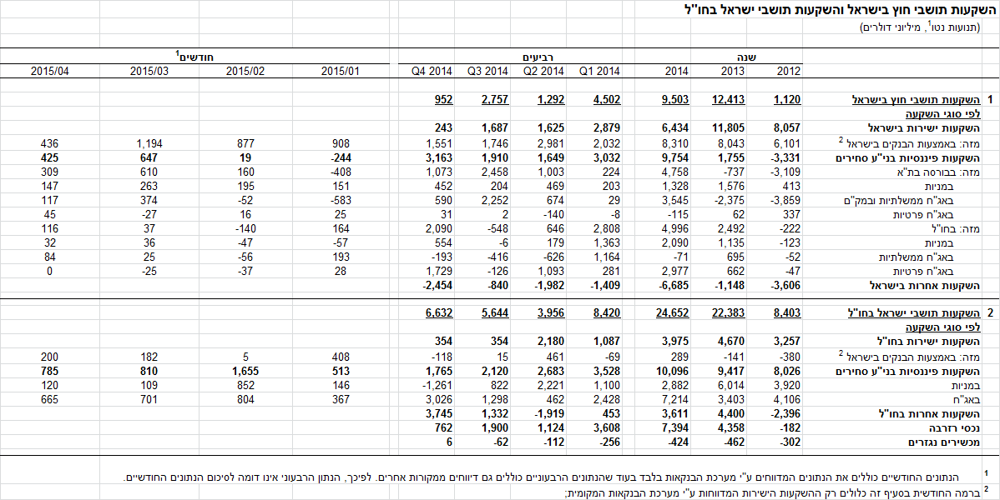 השקעות תושבי חוץ בישראל והשקעות תושבי ישראל בחו"ל
(תנועות נטו1, מיליוני דולרים)
שנה רביעים חודשים1
2012 2013 2014 Q1 2014 Q2 2014 Q3 2014 Q4 2014 2015/01 2015/02 2015/03 2015/04
1 השקעות תושבי חוץ בישראל 1,120 12,413 9,503 4,502 1,292 2,757 952
לפי סוגי השקעה
השקעות ישירות בישראל 8,057 11,805 6,434 2,879 1,625 1,687 243
מזה: באמצעות הבנקים בישראל 2 6,101 8,043 8,310 2,032 2,981 1,746 1,551 908 877 1,194 436
השקעות פיננסיות בני"ע סחירים -3,331 1,755 9,754 3,032 1,649 1,910 3,163 -244 19 647 425
מזה: בבורסה בת"א -3,109 -737 4,758 224 1,003 2,458 1,073 -408 160 610 309
במניות 413 1,576 1,328 203 469 204 452 151 195 263 147
באג"ח ממשלתיות ובמק"ם -3,859 -2,375 3,545 29 674 2,252 590 -583 -52 374 117
באג"ח פרטיות 337 62 -115 -8 -140 2 31 25 16 -27 45
מזה: בחו"ל -222 2,492 4,996 2,808 646 -548 2,090 164 -140 37 116
במניות -123 1,135 2,090 1,363 179 -6 554 -57 -47 36 32
באג"ח ממשלתיות -52 695 -71 1,164 -626 -416 -193 193 -56 25 84
באג"ח פרטיות -47 662 2,977 281 1,093 -126 1,729 28 -37 -25 0
השקעות אחרות בישראל -3,606 -1,148 -6,685 -1,409 -1,982 -840 -2,454
2 השקעות תושבי ישראל בחו"ל 8,403 22,383 24,652 8,420 3,956 5,644 6,632
לפי סוגי השקעה
השקעות ישירות בחו"ל 3,257 4,670 3,975 1,087 2,180 354 354
מזה: באמצעות הבנקים בישראל 2 -380 -141 289 -69 461 15 -118 408 5 182 200
השקעות פיננסיות בני"ע סחירים 8,026 9,417 10,096 3,528 2,683 2,120 1,765 513 1,655 810 785
במניות 3,920 6,014 2,882 1,100 2,221 822 -1,261 146 852 109 120
באג"ח 4,106 3,403 7,214 2,428 462 1,298 3,026 367 804 701 665
השקעות אחרות בחו"ל -2,396 4,400 3,611 453 -1,919 1,332 3,745
נכסי רזרבה -182 4,358 7,394 3,608 1,124 1,900 762
מכשירים נגזרים -302 -462 -424 -256 -112 -62 6
1 הנתונים החודשיים כוללים את הנתונים המדווחים ע"י מערכת הבנקאות בלבד בעוד שהנתונים הרבעוניים כוללים גם דיווחים ממקורות אחרים. לפיכך, הנתון הרבעוני אינו דומה לסיכום הנתונים החודשיים.
2 ברמה החודשית בסעיף זה כלולים רק ההשקעות הישירות המדווחות ע"י מערכת הבנקאות המקומית;